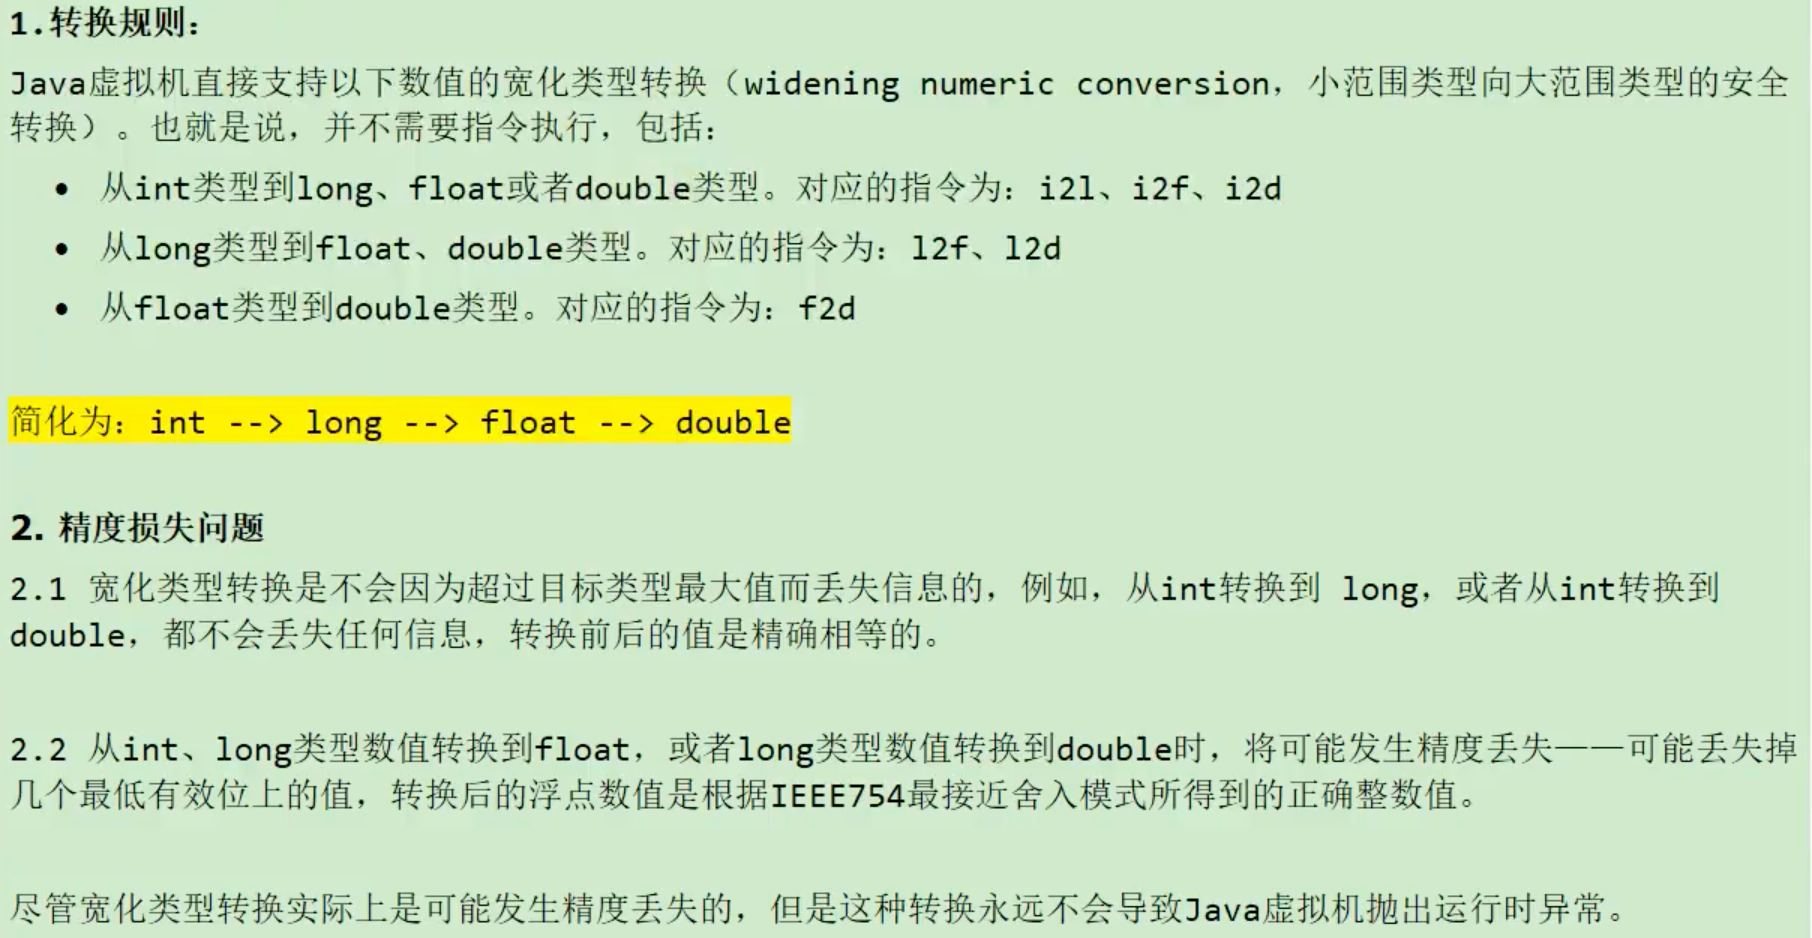 1.转换规则：
Java虚拟机直接支持以下数值的宽化类型转换（widening numeric conversion，小范围类型向大范围类型的安全
转换）。也就是说，并不需要指令执行，包括：
• 从int类型到long、float或者double类型。对应的指令为：i2l、i2f、i2d
• 从long类型到float、double类型。对应的指令为：l2f、l2d
• 从float类型到double类型。对应的指令为：f2d
简化为：int --> long --> float --> double
2. 精度损失问题
2.1 宽化类型转换是不会因为超过目标类型最大值而丢失信息的，例如，从int转换到 long，或者从int转换到
double，都不会丢失任何信息，转换前后的值是精确相等的。
2.2 从int、long类型数值转换到float，或者long类型数值转换到double时，将可能发生精度丢失——可能丢失掉
几个最低有效位上的值，转换后的浮点数值是根据IEEE754最接近舍入模式所得到的正确整数值。
尽管宽化类型转换实际上是可能发生精度丢失的，但是这种转换永远不会导致Java虚拟机抛出运行时异常。